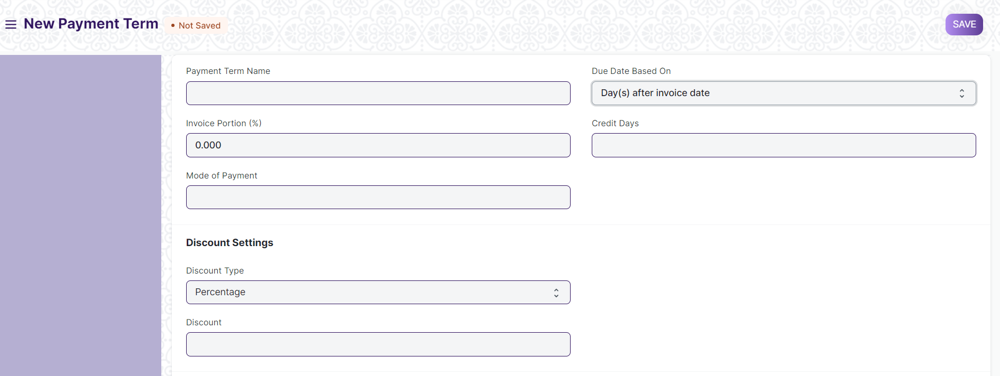 New Payment Term
Not Saved
SAVE
Payment Term Name
Due Date Based On
Day(s) after invoice date
Invoice Portion (%)
0.000
Credit Days
Mode of Payment
Discount Settings
Discount Type
Percentage
Discount